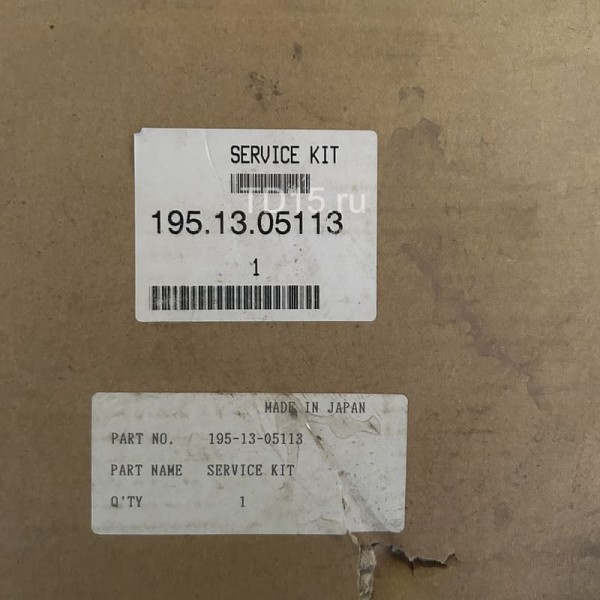 SERVICE KIT
TD15.ru
195.13.05113
1
MADE IN JAPAN
PART NO. 195-13-05113
PART NAME SERVICE KIT
Q'TY 1